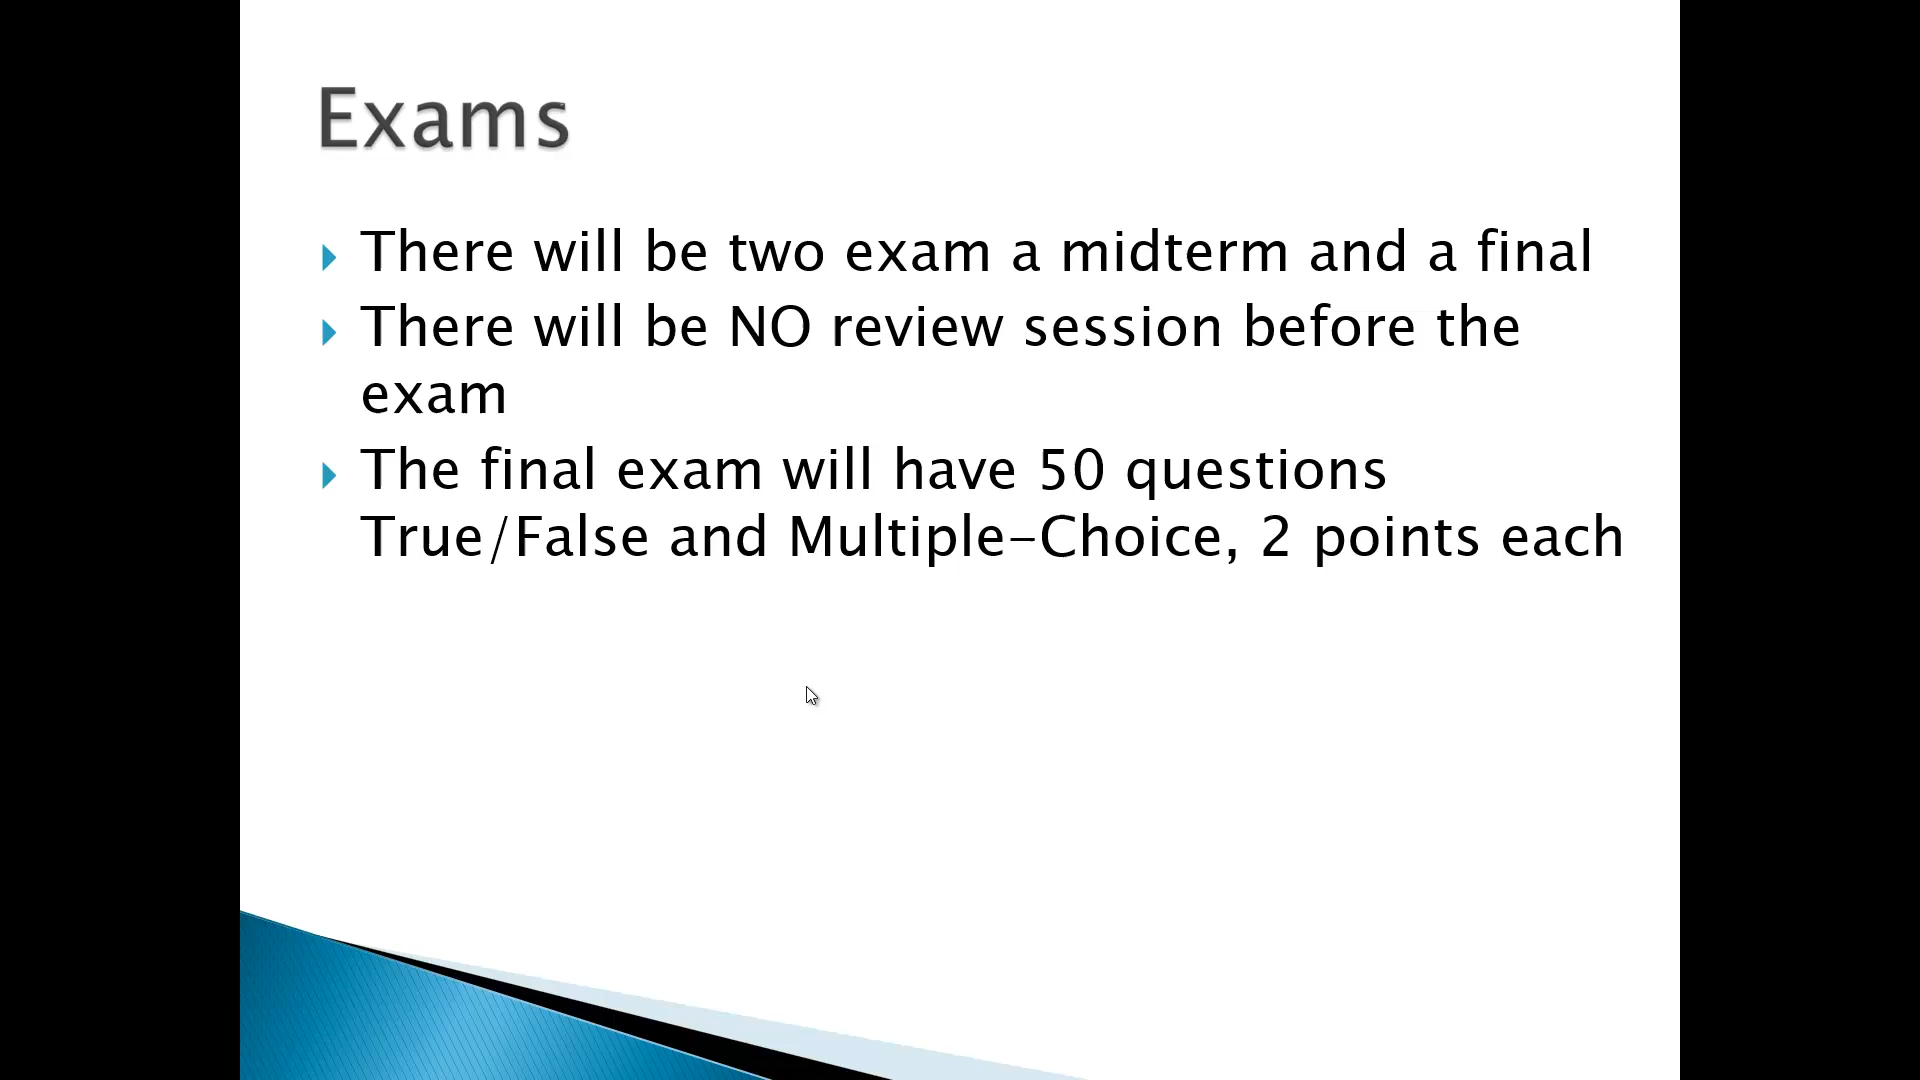 Exams
There will be two exam a midterm and a final
There will be NO review session before the
exam
The final exam will have 50 questions
True/False and Multiple-Choice, 2 points each